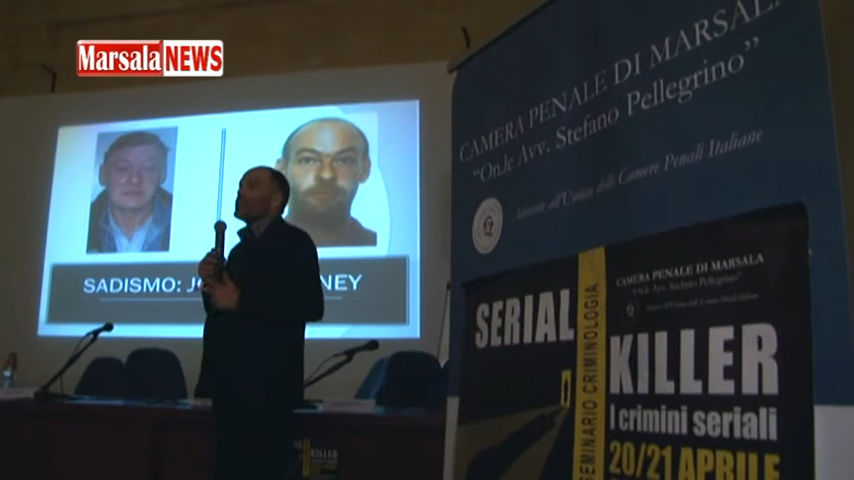 Marsala NEWS
SADISMO: JO NEY
CAMERA PENALE DI MARSALA
"On.le Avv. Stefano Pellegrino"
Aderente all'Unione delle Camere Penali Italiane
SERIAL
SEMINARIO CRIMINOLOGIA
CAMERA PENALE DI MARSALA
"On.le Avv. Stefano Pellegrino"
KILLER
I crimini seriali
20/21 APRILE
KILLER